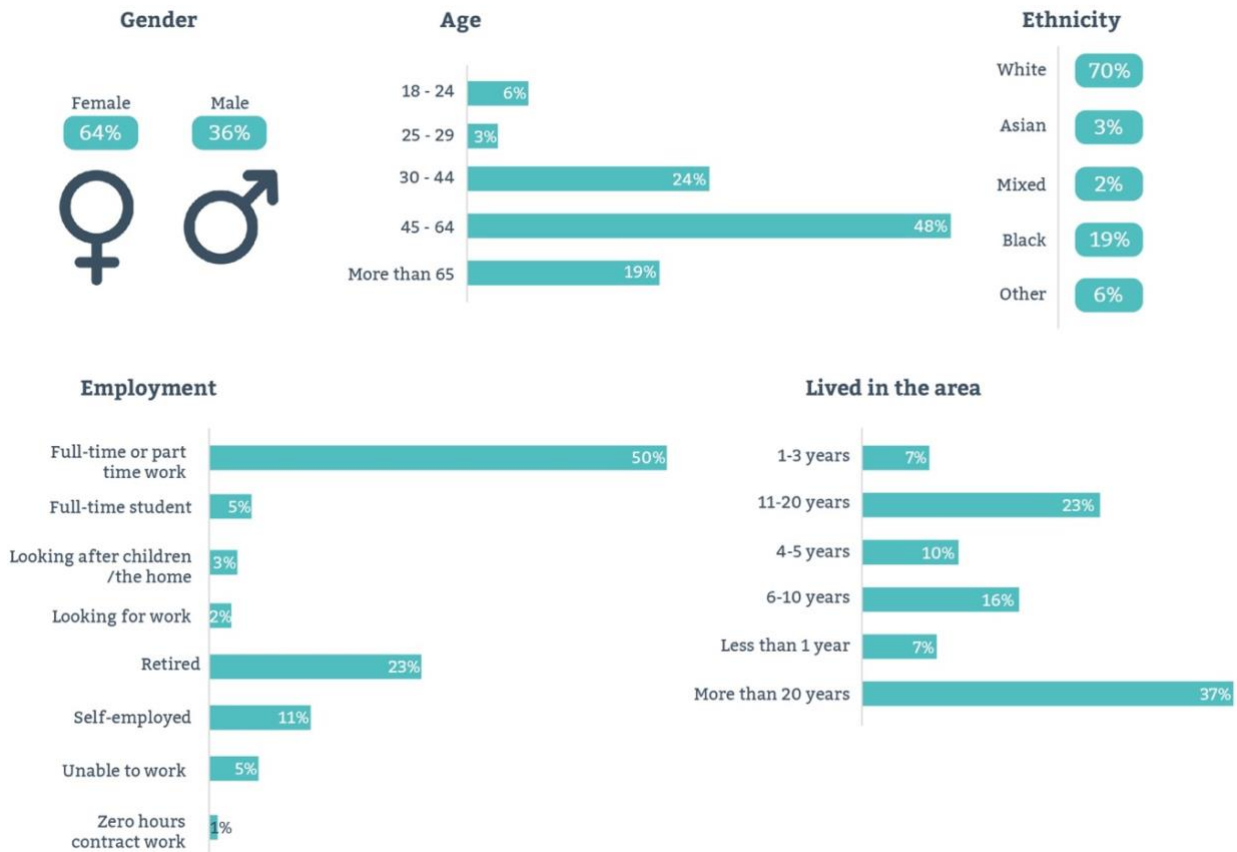 Gender
Female
64%
Male
36%
Age
18 - 24
6%
25 - 29
3%
30 - 44
24%
45 - 64
48%
More than 65
19%
Ethnicity
White
70%
Asian
3%
Mixed
2%
Black
19%
Other
6%
Employment
Full-time or part
time work
50%
Full-time student
5%
Looking after children
/the home
3%
Looking for work
2%
Retired
23%
Self-employed
11%
Unable to work
5%
Zero hours
contract work
1%
Lived in the area
1-3 years
7%
11-20 years
23%
4-5 years
10%
6-10 years
16%
Less than 1 year
7%
More than 20 years
37%